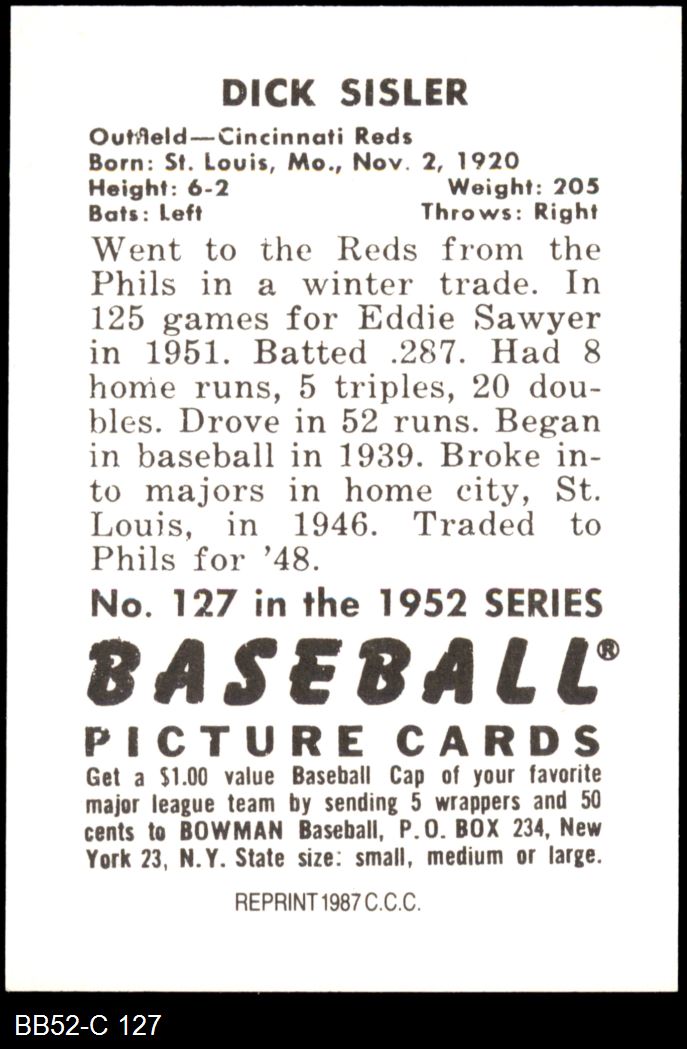 DICK SISLER
Outfield—Cincinnati Reds
Born: St. Louis, Mo., Nov. 2, 1920
Height: 6-2 Weight: 205
Bats: Left Throws: Right
Went to the Reds from the
Phils in a winter trade. In
125 games for Eddie Sawyer
in 1951. Batted .287. Had 8
home runs, 5 triples, 20 dou-
bles. Drove in 52 runs. Began
in baseball in 1939. Broke in-
to majors in home city, St.
Louis, in 1946. Traded to
Phils for '48.
No. 127 in the 1952 SERIES
BASEBALL®
PICTURE CARDS
Get a $1.00 value Baseball Cap of your favorite
major league team by sending 5 wrappers and 50
cents to BOWMAN Baseball, P.O. BOX 234, New
York 23, N.Y. State size: small, medium or large.
REPRINT 1987 C.C.C.
BB52-C 127